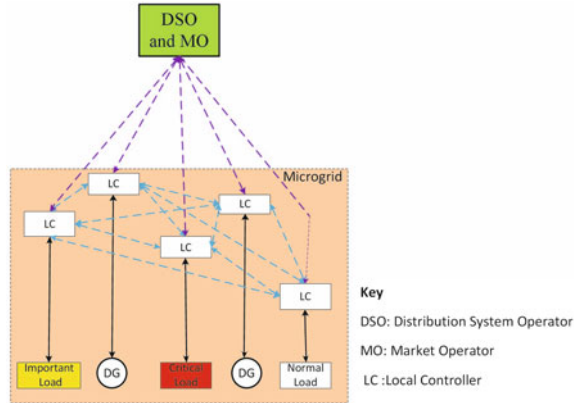 DSO
and MO
Microgrid
LC
LC
LC
LC
LC
Key
DSO: Distribution System Operator
MO: Market Operator
LC :Local Controller
Important
Load
DG
Critical
Load
DG
Normal
Load